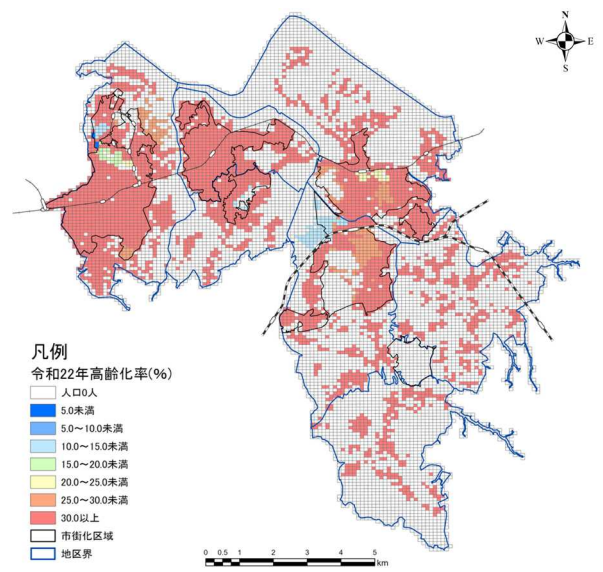 N
W E
S
凡例
令和22年高齢化率(%)
人口0人
5.0未満
5.0～10.0未満
10.0～15.0未満
15.0～20.0未満
20.0～25.0未満
25.0～30.0未満
30.0以上
市街化区域
地区界
0 0.5 1 2 3 4 5
km